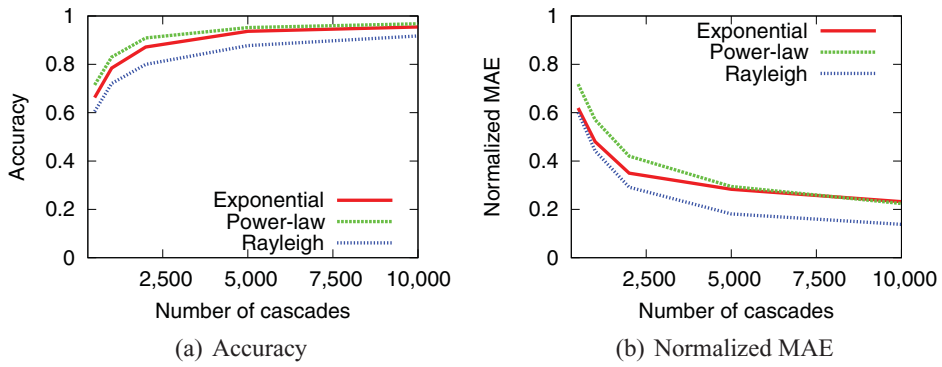 1
0.8
0.6
0.4
0.2
0
Accuracy
Exponential
Power-law
Rayleigh
2,500 5,000 7,500 10,000
Number of cascades
(a) Accuracy
1
0.8
0.6
0.4
0.2
0
Normalized MAE
Exponential
Power-law
Rayleigh
2,500 5,000 7,500 10,000
Number of cascades
(b) Normalized MAE